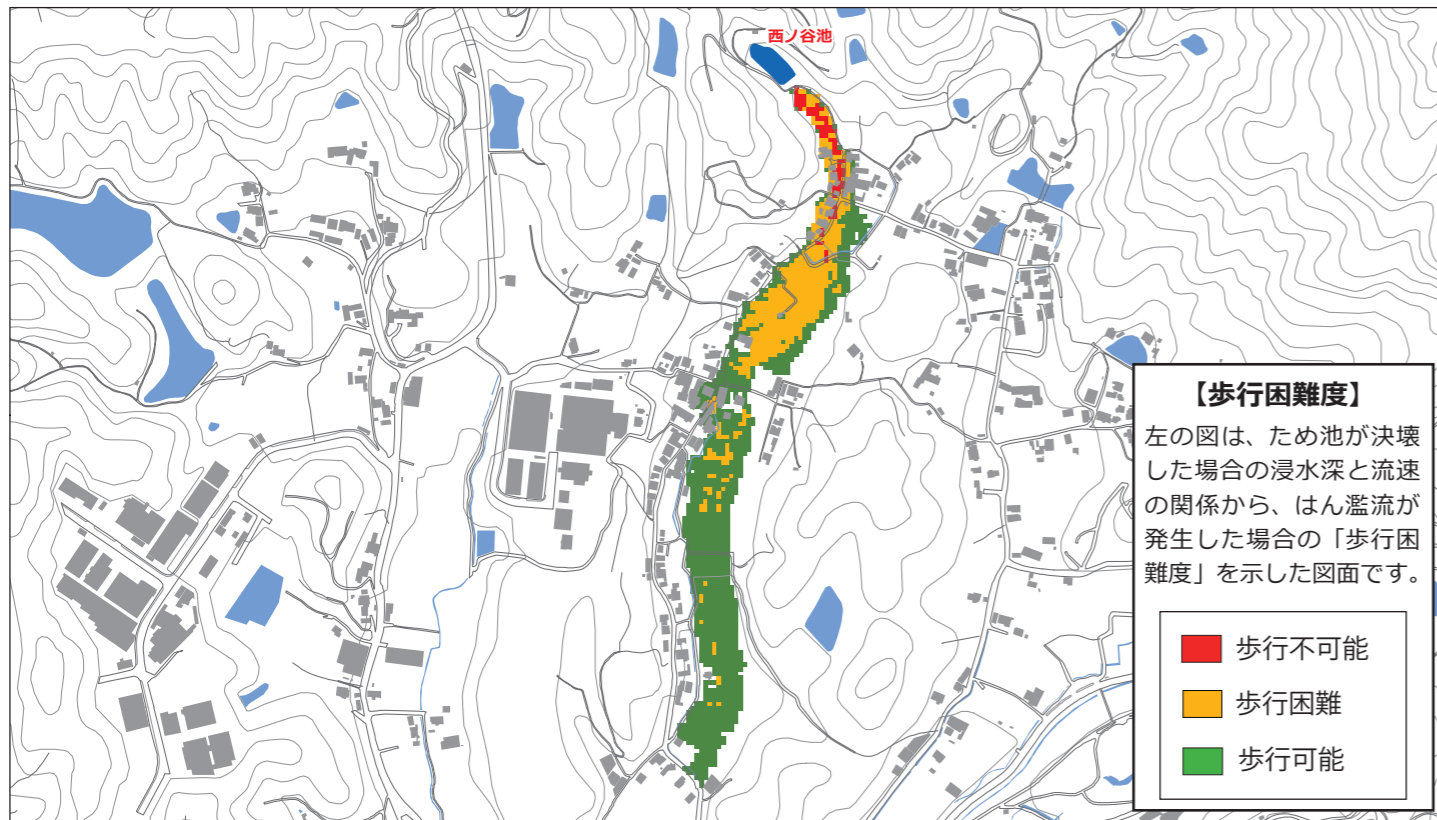 西ノ谷池
【歩行困難度】
左の図は、ため池が決壊
した場合の浸水深と流速
の関係から、はん濫流が
発生した場合の「歩行困
難度」を示した図面です。
歩行不可能
歩行困難
歩行可能